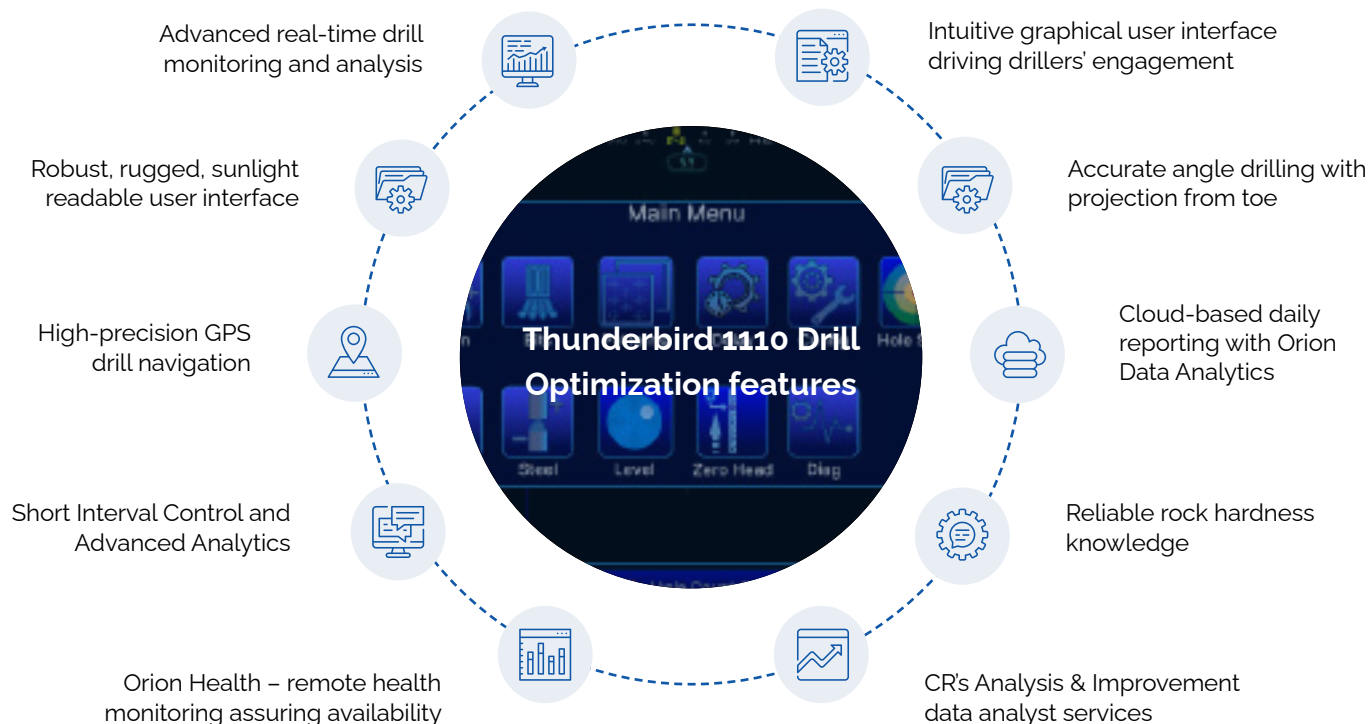 Advanced real-time drill
monitoring and analysis
Intuitive graphical user interface
driving drillers’ engagement
Robust, rugged, sunlight
readable user interface
Accurate angle drilling with
projection from toe
High-precision GPS
drill navigation
Cloud-based daily
reporting with Orion
Data Analytics
Short Interval Control and
Advanced Analytics
Reliable rock hardness
knowledge
Orion Health – remote health
monitoring assuring availability
CR’s Analysis & Improvement
data analyst services
Main Menu
Thunderbird 1110 Drill
Optimization features
Hole
Steel
Level
Zero Head
Diag